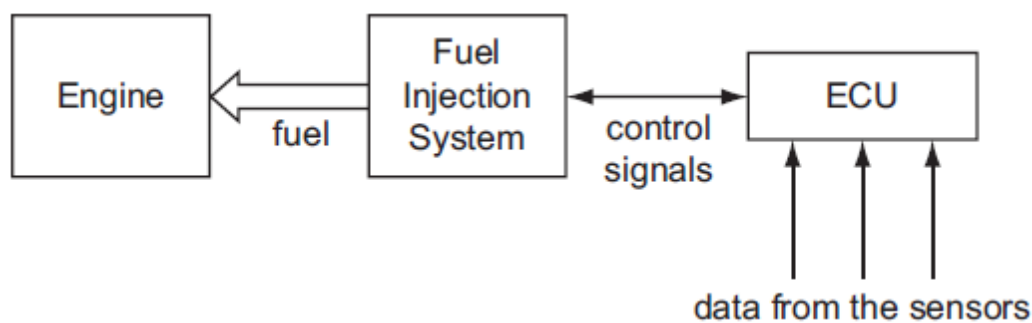 Engine
fuel
Fuel
Injection
System
control
signals
ECU
data from the sensors